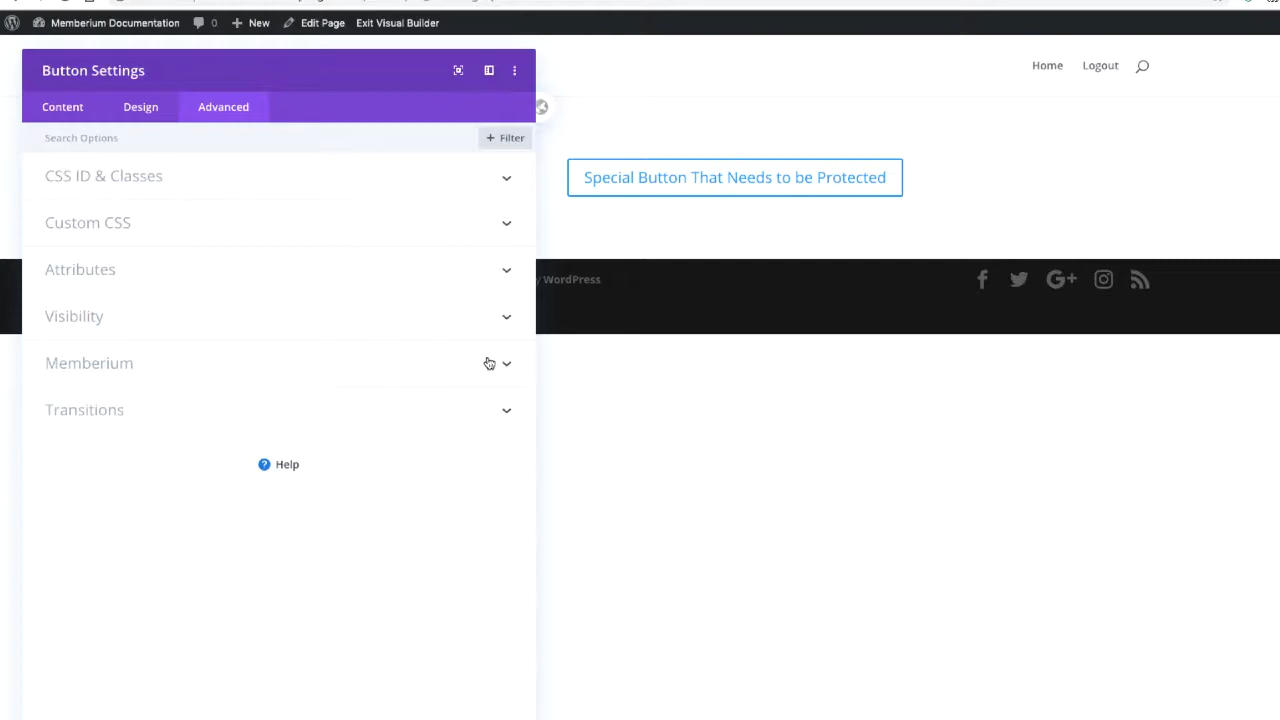 Memberium Documentation 0 New Edit Page Exit Visual Builder
Button Settings
Home Logout
Content Design Advanced
Search Options + Filter
CSS ID & Classes
Special Button That Needs to be Protected
Custom CSS
Attributes
WordPress
Visibility
Memberium
Transitions
? Help